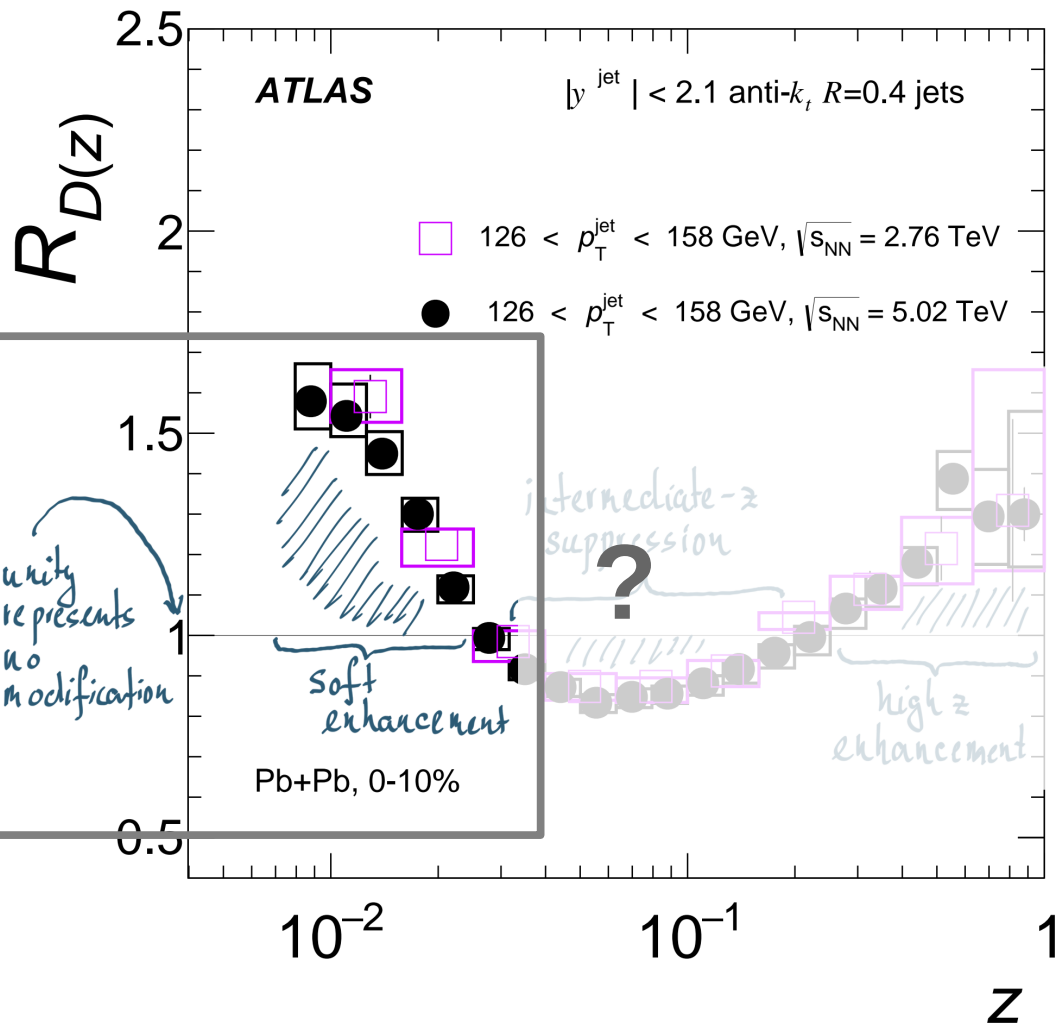 2.5
ATLAS
|y^jet| < 2.1 anti-k_t R=0.4 jets
R_D(z)
2
126 < p_T^jet < 158 GeV, √s_NN = 2.76 TeV
126 < p_T^jet < 158 GeV, √s_NN = 5.02 TeV
1.5
intermediate-z
suppression
?
unity
represents
no
modification
1
soft
enhancement
high z
enhancement
Pb+Pb, 0-10%
0.5
10^−2
10^−1
1
z